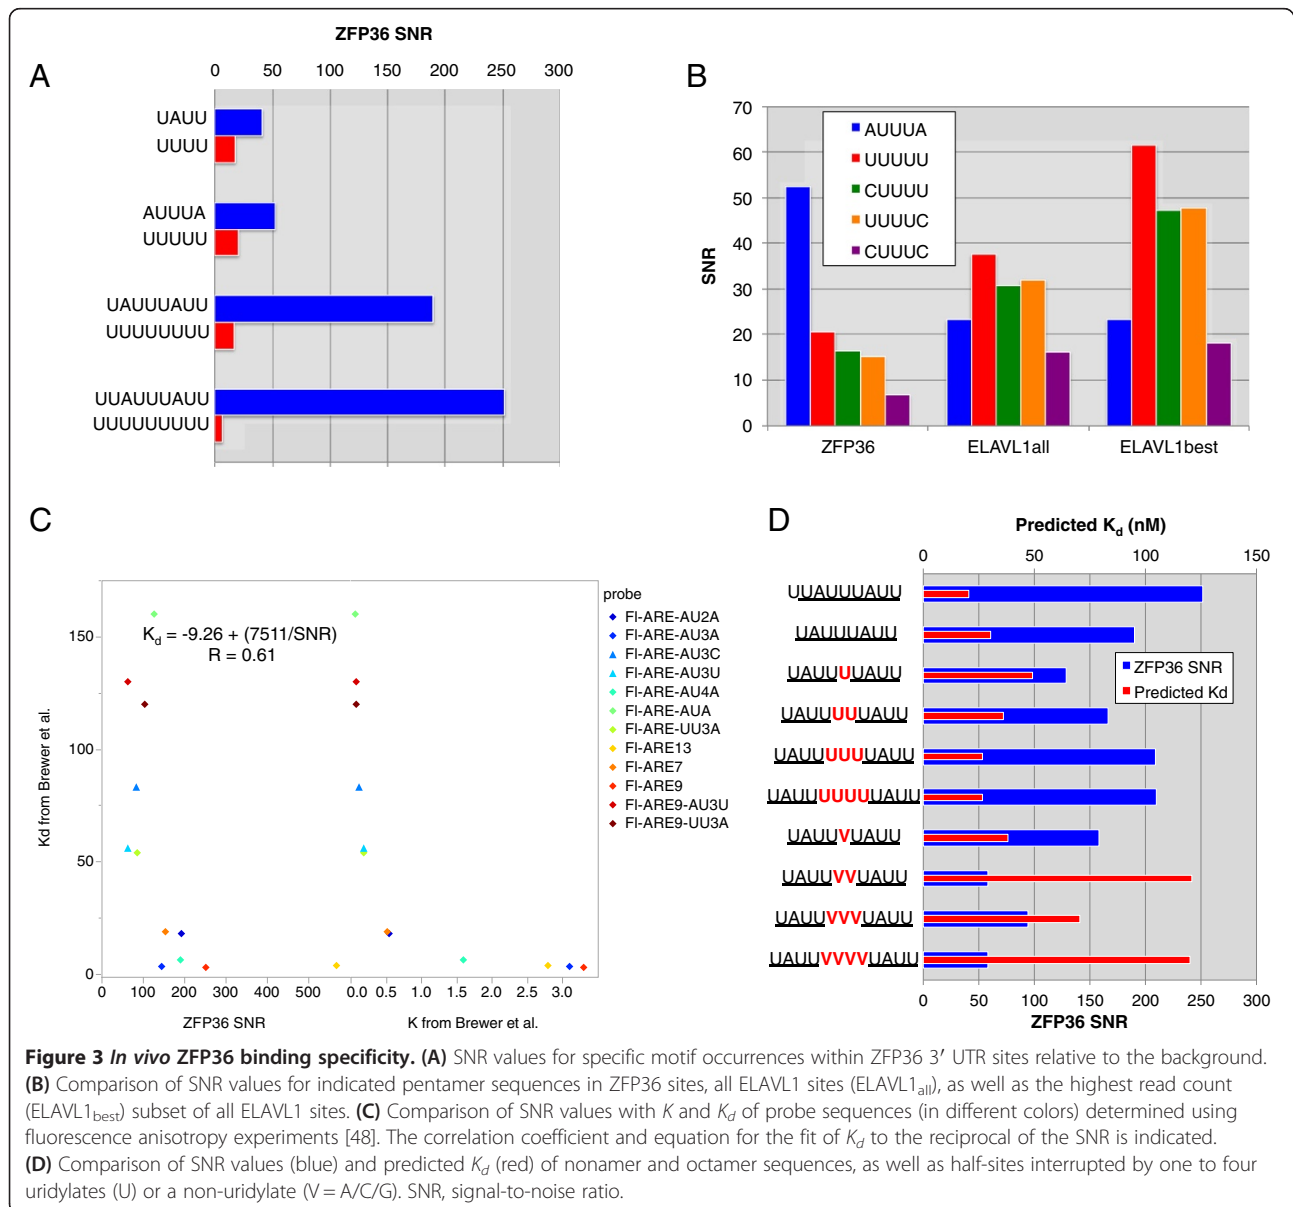 ZFP36 SNR
A
0 50 100 150 200 250 300
UAUU
UUUU
AUUUA
UUUUU
UAUUUAUU
UUUUUUUU
UUAUUUAUU
UUUUUUUUU
B
SNR
70
60
50
40
30
20
10
0
AUUUA
UUUUU
CUUUU
UUUUC
CUUUC
ZFP36 ELAVL1all ELAVL1best
C
Kd from Brewer et al.
150
100
50
0
Kd = -9.26 + (7511/SNR)
R = 0.61
0 100 200 300 400 500 0.0 0.5 1.0 1.5 2.0 2.5 3.0
ZFP36 SNR K from Brewer et al.
probe
Fl-ARE-AU2A
Fl-ARE-AU3A
Fl-ARE-AU3C
Fl-ARE-AU3U
Fl-ARE-AU4A
Fl-ARE-AUA
Fl-ARE-UU3A
Fl-ARE13
Fl-ARE7
Fl-ARE9
Fl-ARE9-AU3U
Fl-ARE9-UU3A
D
Predicted Kd (nM)
0 50 100 150
UUAUUUAUU
UAUUUAUU
UAUUUUAUU
UAUUUUUAUU
UAUUUUUUAUU
UAUUUUUUUAUU
UAUUVUAUU
UAUUVVUAUU
UAUUVVVUAUU
UAUUVVVVUAUU
ZFP36 SNR
Predicted Kd
0 50 100 150 200 250 300
ZFP36 SNR
Figure 3 In vivo ZFP36 binding specificity. (A) SNR values for specific motif occurrences within ZFP36 3′ UTR sites relative to the background.
(B) Comparison of SNR values for indicated pentamer sequences in ZFP36 sites, all ELAVL1 sites (ELAVL1all), as well as the highest read count
(ELAVL1best) subset of all ELAVL1 sites. (C) Comparison of SNR values with K and Kd of probe sequences (in different colors) determined using
fluorescence anisotropy experiments [48]. The correlation coefficient and equation for the fit of Kd to the reciprocal of the SNR is indicated.
(D) Comparison of SNR values (blue) and predicted Kd (red) of nonamer and octamer sequences, as well as half-sites interrupted by one to four
uridylates (U) or a non-uridylate (V = A/C/G). SNR, signal-to-noise ratio.